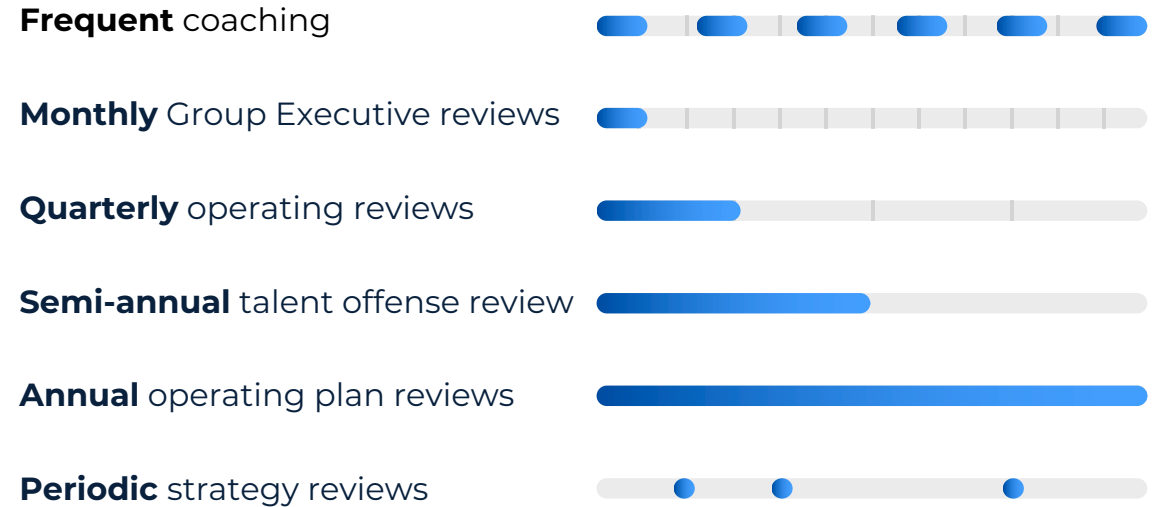 Frequent coaching
Monthly Group Executive reviews
Quarterly operating reviews
Semi-annual talent offense review
Annual operating plan reviews
Periodic strategy reviews